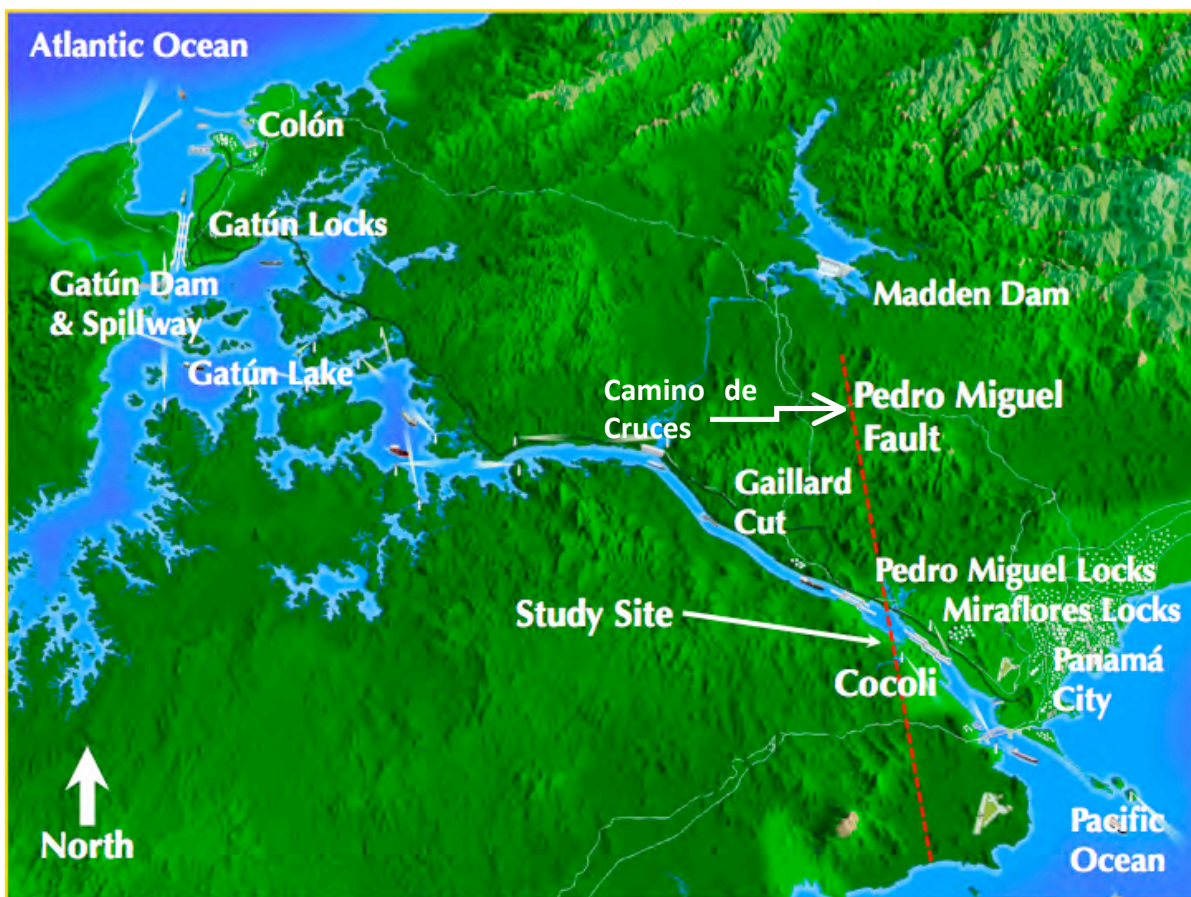 Atlantic Ocean
Colón
Gatún Locks
Gatún Dam
& Spillway
Madden Dam
Gatún Lake
Camino de
Cruces
Pedro Miguel
Fault
Gaillard
Cut
Pedro Miguel Locks
Study Site
Miraflores Locks
Cocoli
Panamá
City
North
Pacific
Ocean